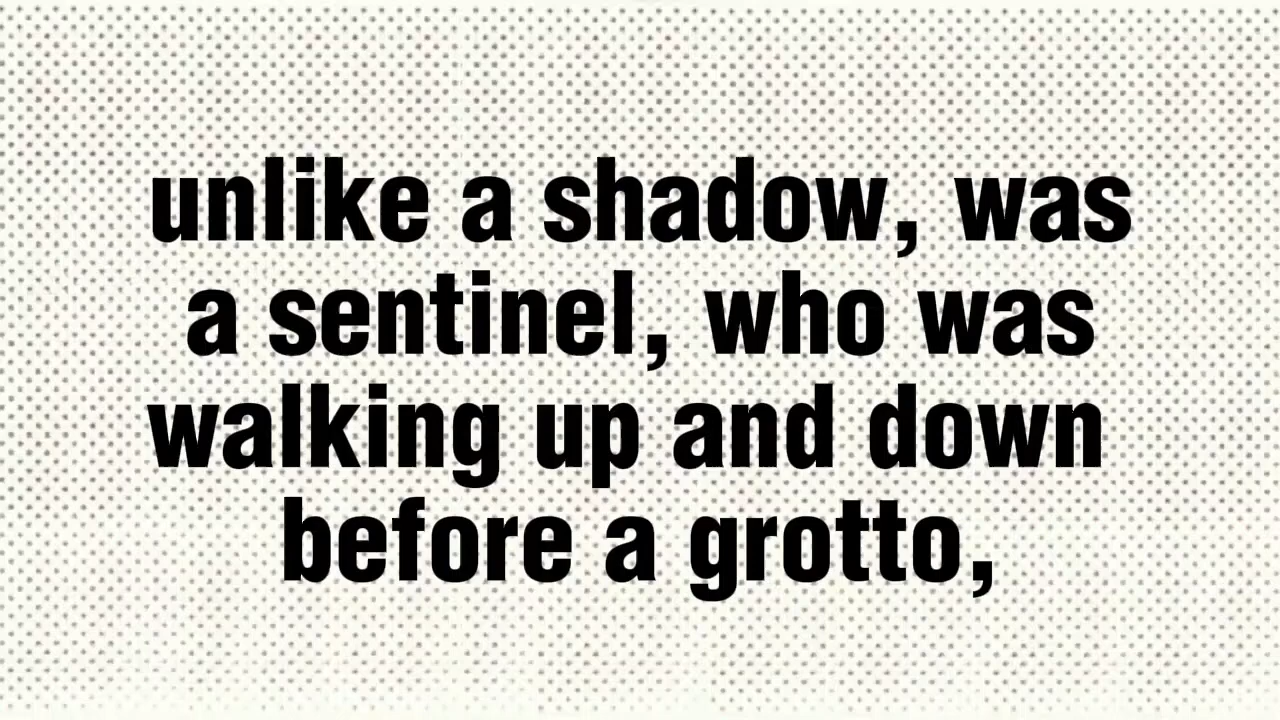 unlike a shadow, was
a sentinel, who was
walking up and down
before a grotto,